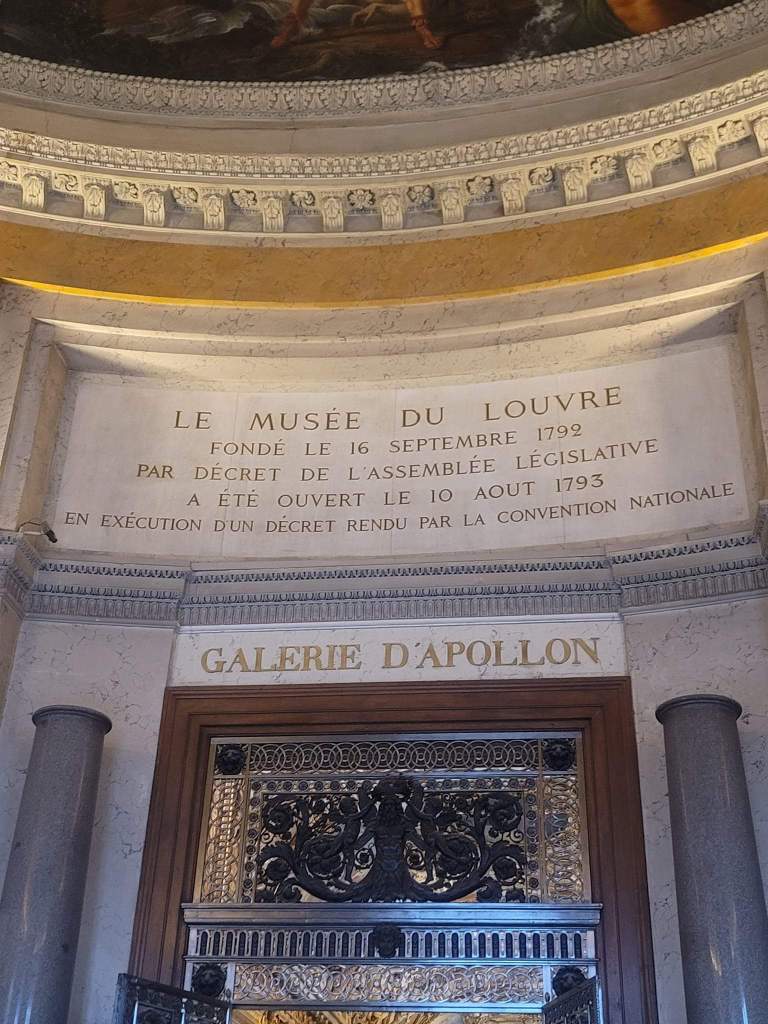 LE MUSÉE DU LOUVRE
FONDÉ LE 16 SEPTEMBRE 1792
PAR DÉCRET DE L'ASSEMBLÉE LÉGISLATIVE
A ÉTÉ OUVERT LE 10 AOUT 1793
EN EXÉCUTION D'UN DÉCRET RENDU PAR LA CONVENTION NATIONALE
GALERIE D'APOLLON